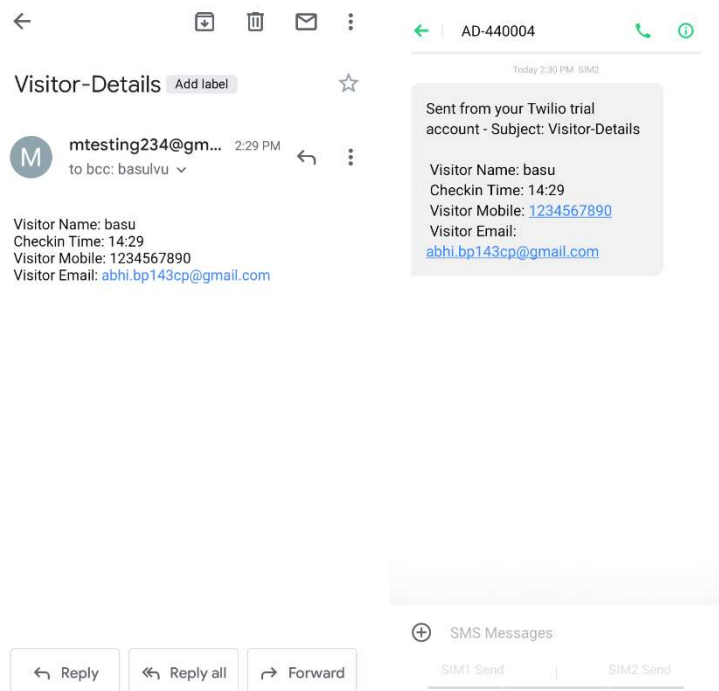 Visitor-Details Add label
M
mtesting234@gm... 2:29 PM
to bcc: basulvu
Visitor Name: basu
Checkin Time: 14:29
Visitor Mobile: 1234567890
Visitor Email: abhi.bp143cp@gmail.com
Reply
Reply all
Forward
AD-440004
Today 2:30 PM SIM2
Sent from your Twilio trial
account - Subject: Visitor-Details
Visitor Name: basu
Checkin Time: 14:29
Visitor Mobile: 1234567890
Visitor Email:
abhi.bp143cp@gmail.com
SMS Messages
SIM1 Send
SIM2 Send